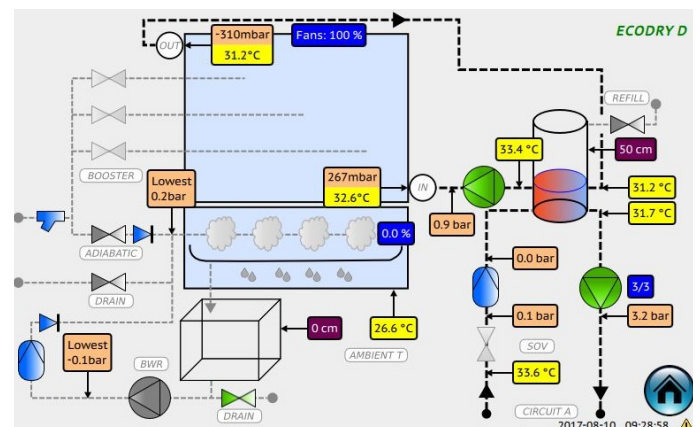 ECODRY D
OUT
-310mbar
31.2°C
Fans: 100 %
REFILL
BOOSTER
33.4 °C
50 cm
Lowest
0.2bar
267mbar
32.6°C
IN
31.2 °C
0.9 bar
31.7 °C
0.0 %
ADIABATIC
0.0 bar
DRAIN
3/3
0.1 bar
3.2 bar
0 cm
26.6 °C
Lowest
-0.1bar
SOV
AMBIENT T
BWR
33.6 °C
DRAIN
CIRCUIT A
2017-08-10 09:28:58